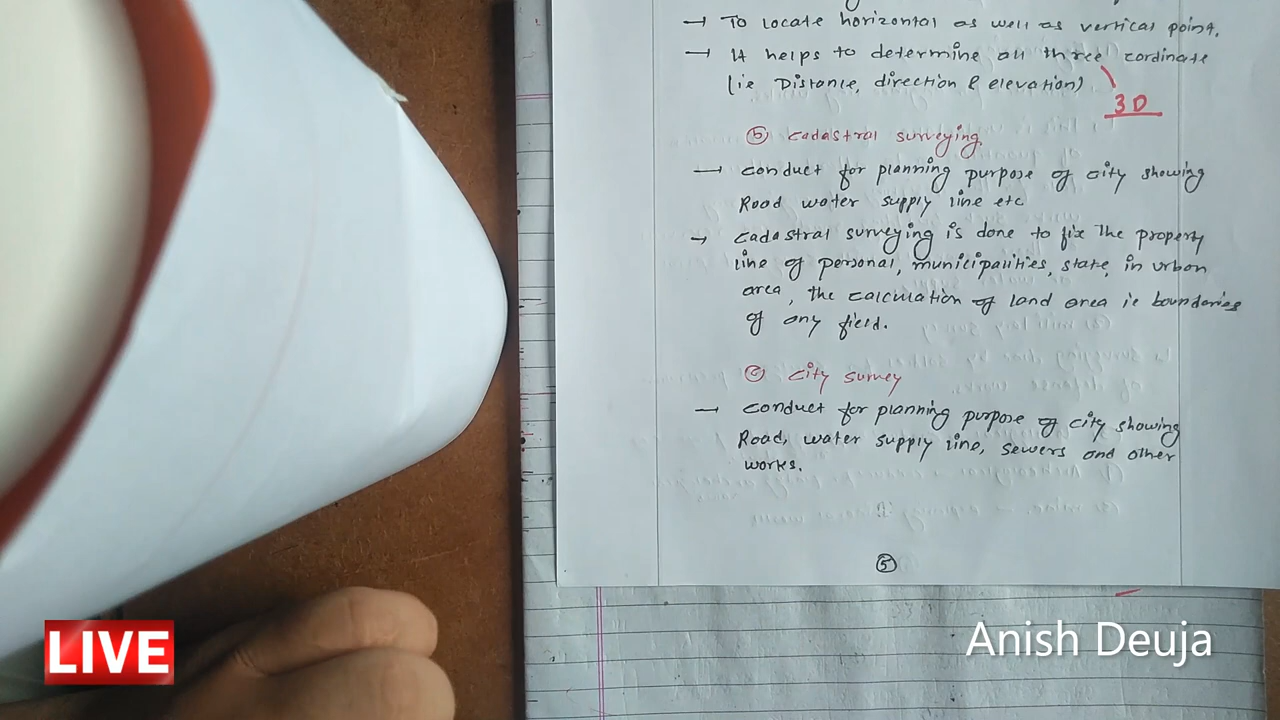 → To locate horizontal as well as vertical point.
→ It helps to determine all three cordinate
(ie Distance, direction & elevation)
3D
⑤ cadastral surveying.
→ conduct for planning purpose of city showing
Road water supply line etc
→ cadastral surveying is done to fix the property
line of personal, municipalities, state, in urban
area, the calculation of land area ie boundaries
of any field.
© city survey
→ conduct for planning purpose of city showing
Road, water supply line, sewers and other
works.
⑤
LIVE
Anish Deuja